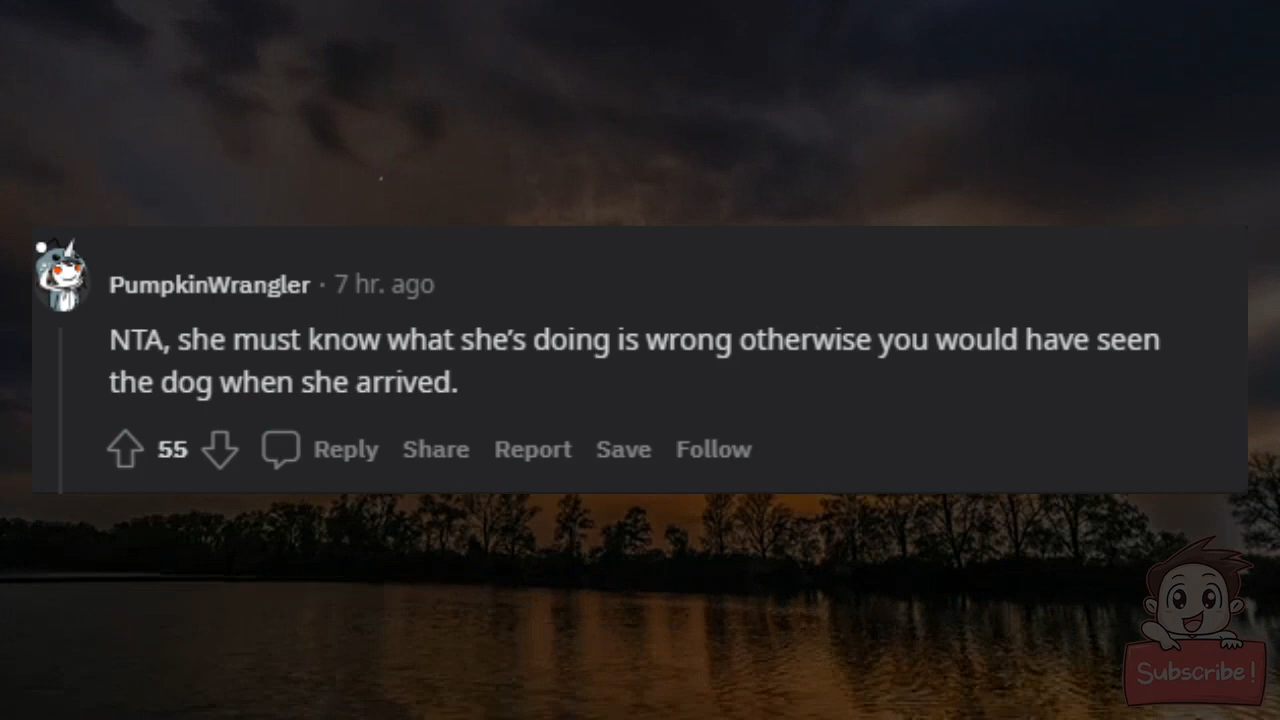 PumpkinWrangler · 7 hr. ago
NTA, she must know what she’s doing is wrong otherwise you would have seen
the dog when she arrived.
55 Reply Share Report Save Follow
Subscribe!